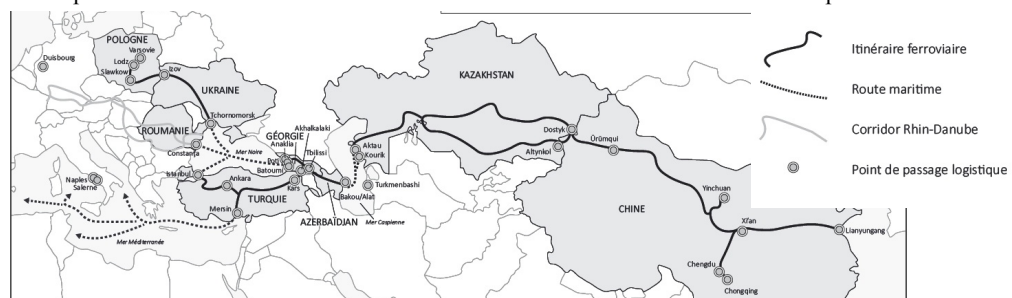 POLOGNE
Varsovie
Lodz
Slawkow
Izov
Duisbourg
UKRAINE
Tchornomorsk
ROUMANIE
Constanța
Mer Noire
GÉORGIE
Akhalkalaki
Anaklia
Tbilissi
Poti
Batoumi
Istanbul
Ankara
Kars
TURQUIE
Mersin
Naples
Salerne
Mer Méditerranée
AZERBAÏDJAN
Bakou/Alat
Mer Caspienne
Turkmenbashi
Aktau
Kourik
KAZAKHSTAN
Dostyk
Altynkol
Ürümqui
CHINE
Yinchuan
Xi'an
Lianyungang
Chengdu
Chongqing
Itinéraire ferroviaire
Route maritime
Corridor Rhin-Danube
Point de passage logistique